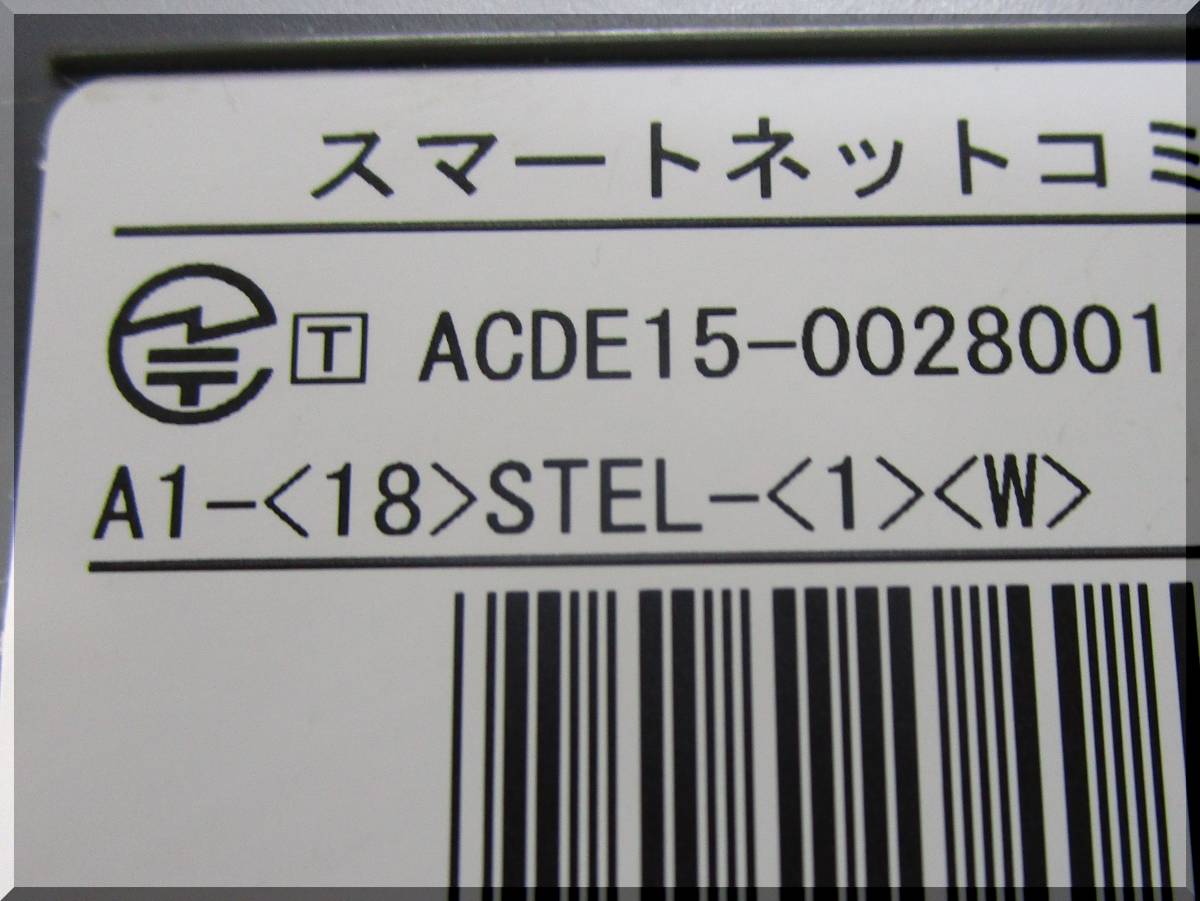 スマートネットコミ
T ACDE15-0028001
A1-<18>STEL-<1><W>